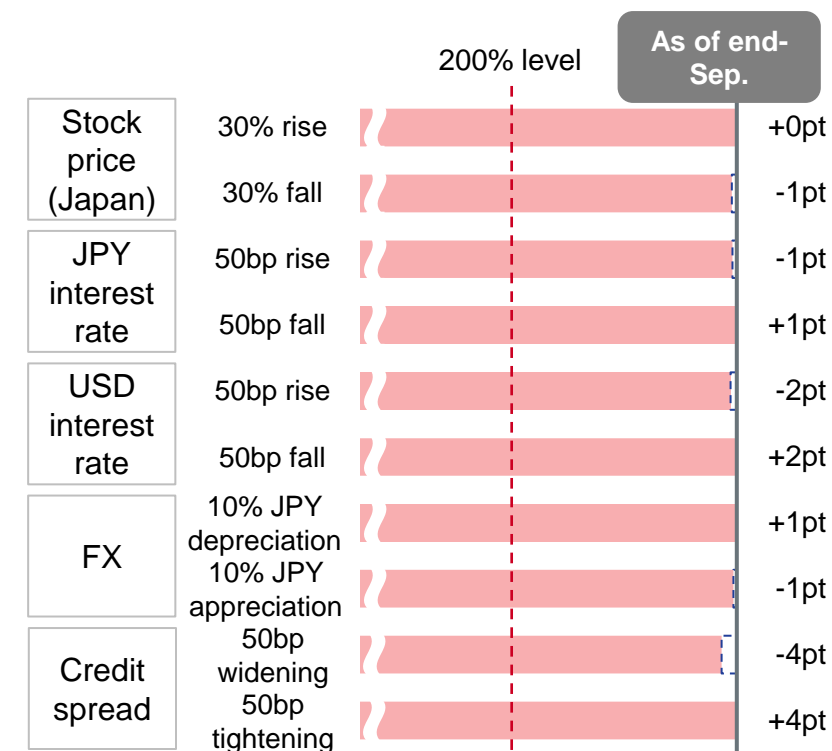 200% level
As of end-
Sep.
Stock
price
(Japan)
30% rise
+0pt
30% fall
-1pt
JPY
interest
rate
50bp rise
-1pt
50bp fall
+1pt
USD
interest
rate
50bp rise
-2pt
50bp fall
+2pt
FX
10% JPY
depreciation
+1pt
10% JPY
appreciation
-1pt
Credit
spread
50bp
widening
-4pt
50bp
tightening
+4pt